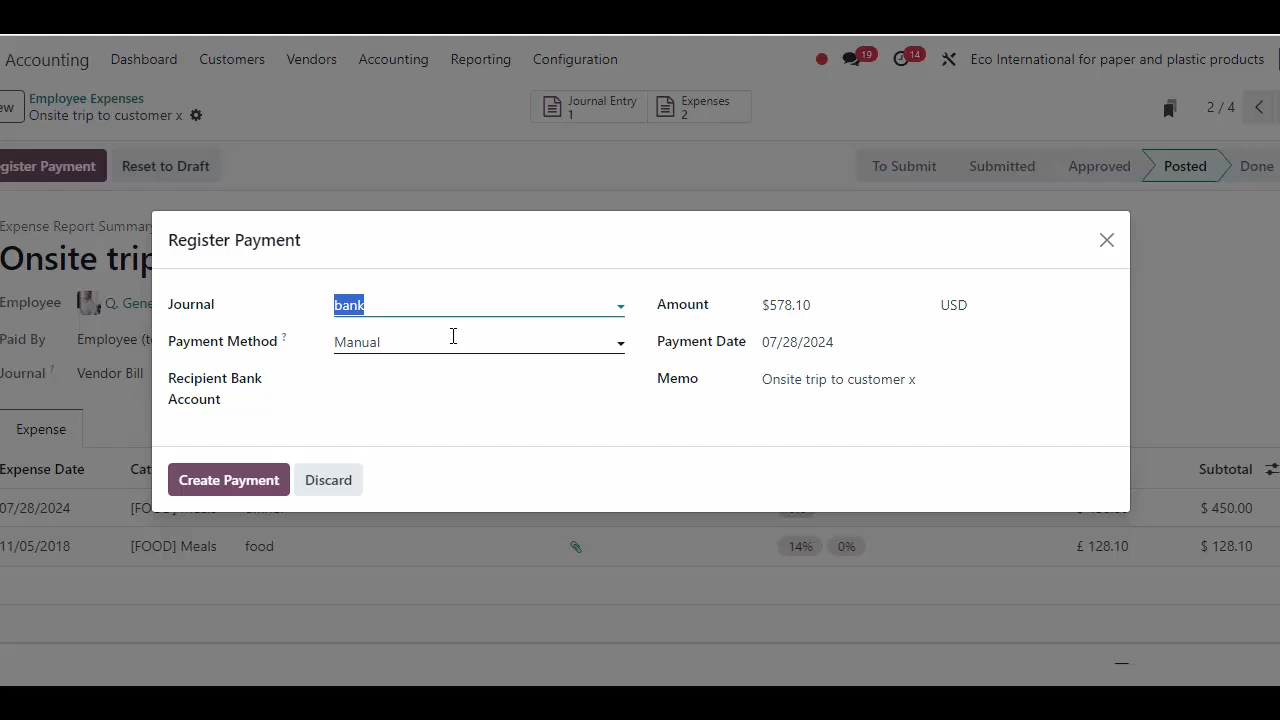 Accounting Dashboard Customers Vendors Accounting Reporting Configuration 19 14 Eco International for paper and plastic products
ew Employee Expenses
Onsite trip to customer x
Journal Entry
1
Expenses
2
2 / 4
gister Payment Reset to Draft To Submit Submitted Approved Posted Done
Expense Report Summary
Onsite trip
Register Payment
Employee Q. Gene
Paid By Employee (to
Journal ? Vendor Bill
Journal bank Amount $578.10 USD
Payment Method ? Manual Payment Date 07/28/2024
Recipient Bank
Account
Memo Onsite trip to customer x
Create Payment Discard
Expense
Expense Date Cat Subtotal
07/28/2024 $ 450.00
11/05/2018 [FOOD] Meals food 14% 0% £ 128.10 $ 128.10